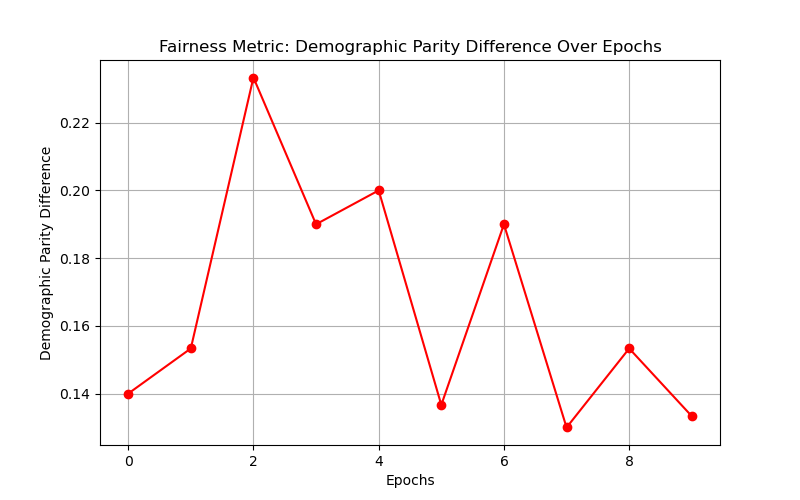 Fairness Metric: Demographic Parity Difference Over Epochs
Demographic Parity Difference
0.22
0.20
0.18
0.16
0.14
0 2 4 6 8
Epochs